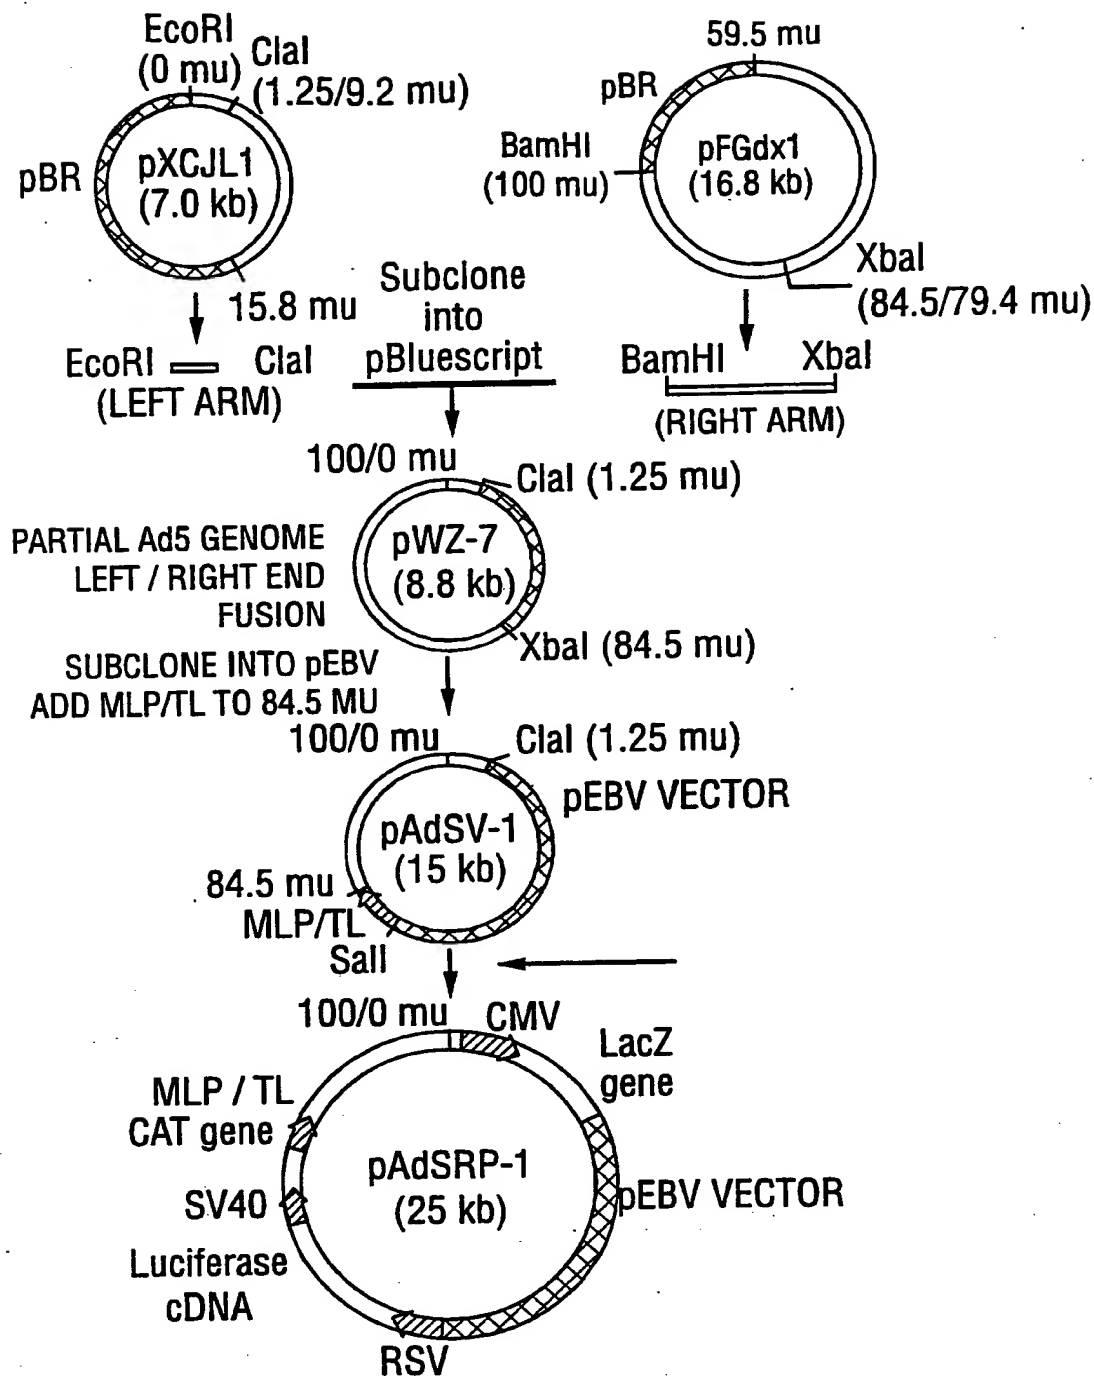 EcoRI
(0 mu)
ClaI
(1.25/9.2 mu)
pBR
pXCJL1
(7.0 kb)
15.8 mu
EcoRI
ClaI
(LEFT ARM)
59.5 mu
pBR
BamHI
(100 mu)
pFGdx1
(16.8 kb)
XbaI
(84.5/79.4 mu)
BamHI
XbaI
(RIGHT ARM)
Subclone
into
pBluescript
100/0 mu
ClaI (1.25 mu)
pWZ-7
(8.8 kb)
PARTIAL Ad5 GENOME
LEFT / RIGHT END
FUSION
XbaI (84.5 mu)
SUBCLONE INTO pEBV
ADD MLP/TL TO 84.5 MU
100/0 mu
ClaI (1.25 mu)
pEBV VECTOR
pAdSV-1
(15 kb)
84.5 mu
MLP/TL
SalI
100/0 mu
CMV
LacZ
gene
MLP / TL
CAT gene
pAdSRP-1
(25 kb)
pEBV VECTOR
SV40
Luciferase
cDNA
RSV